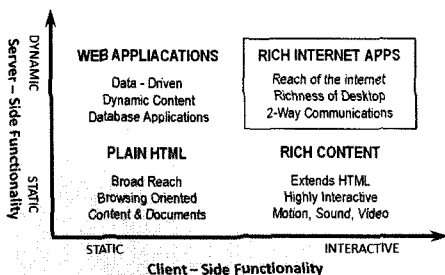 DYNAMIC
Server – Side Functionality
STATIC
WEB APPLIACATIONS
Data - Driven
Dynamic Content
Database Applications
RICH INTERNET APPS
Reach of the internet
Richness of Desktop
2-Way Communications
PLAIN HTML
Broad Reach
Browsing Oriented
Content & Documents
RICH CONTENT
Extends HTML
Highly Interactive
Motion, Sound, Video
STATIC
INTERACTIVE
Client – Side Functionality